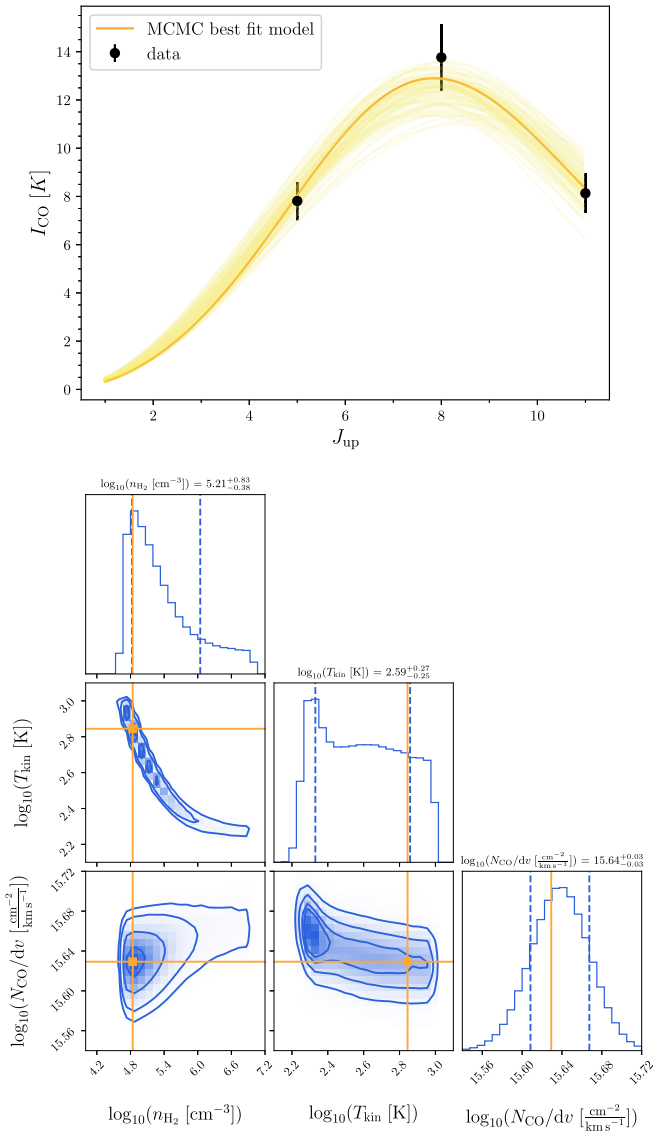 MCMC best fit model
data
I_CO [K]
14
12
10
8
6
4
2
0
2 4 6 8 10
J_up
log₁₀(n_H₂ [cm⁻³]) = 5.21^{+0.83}_{−0.38}
log₁₀(T_kin [K]) = 2.59^{+0.27}_{−0.25}
log₁₀(T_kin [K])
3.0
2.8
2.6
2.4
2.2
log₁₀(N_CO/dv [cm⁻²/km s⁻¹]) = 15.64^{+0.03}_{−0.03}
log₁₀(N_CO/dv [cm⁻²/km s⁻¹])
15.72
15.68
15.64
15.60
15.56
4.2 4.8 5.4 6.0 6.6 7.2
2.2 2.4 2.6 2.8 3.0
15.56 15.60 15.64 15.68 15.72
log₁₀(n_H₂ [cm⁻³])
log₁₀(T_kin [K])
log₁₀(N_CO/dv [cm⁻²/km s⁻¹])